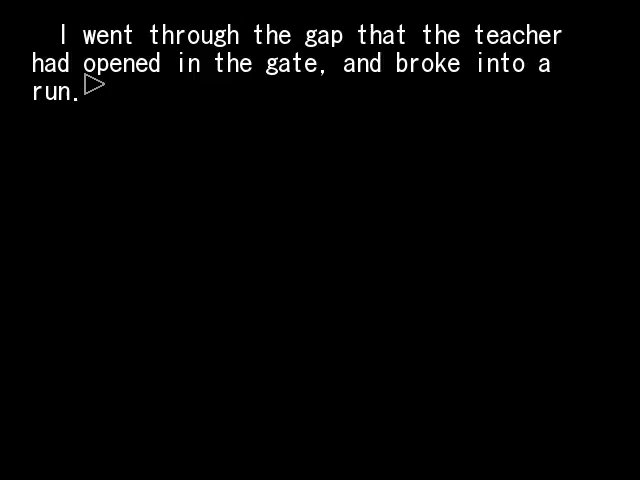 I went through the gap that the teacher
had opened in the gate, and broke into a
run.